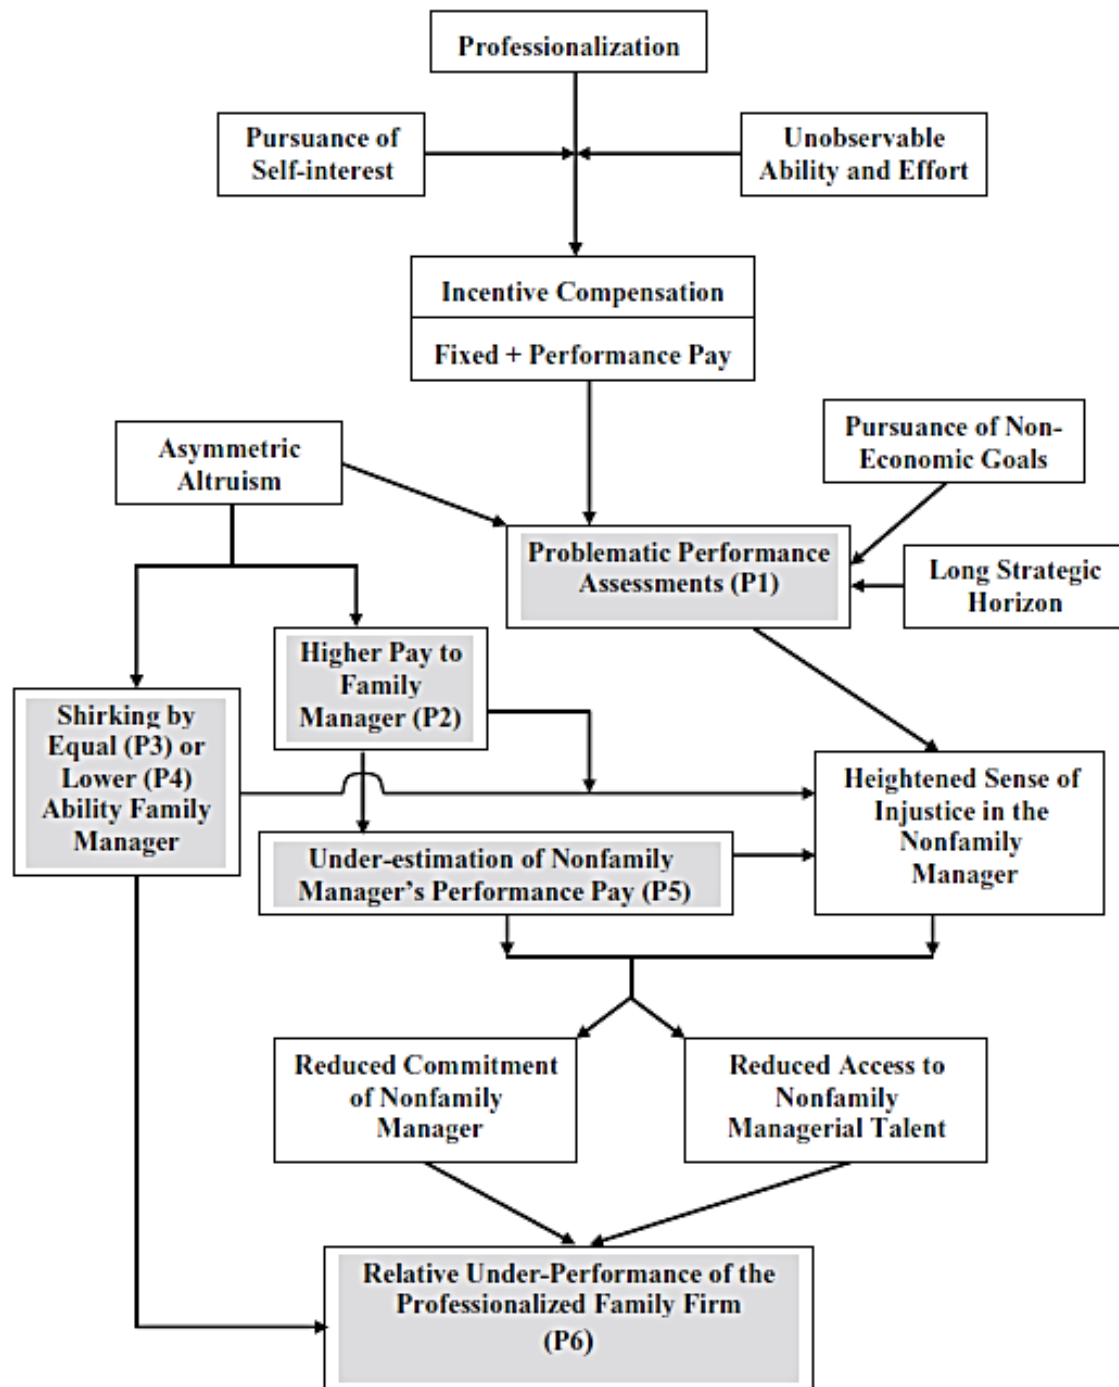 Professionalization
Pursuance of
Self-interest
Unobservable
Ability and Effort
Incentive Compensation
Fixed + Performance Pay
Asymmetric
Altruism
Pursuance of Non-
Economic Goals
Problematic Performance
Assessments (P1)
Long Strategic
Horizon
Higher Pay to
Family
Manager (P2)
Shirking by
Equal (P3) or
Lower (P4)
Ability Family
Manager
Heightened Sense of
Injustice in the
Nonfamily
Manager
Under-estimation of Nonfamily
Manager's Performance Pay (P5)
Reduced Commitment
of Nonfamily
Manager
Reduced Access to
Nonfamily
Managerial Talent
Relative Under-Performance of the
Professionalized Family Firm
(P6)